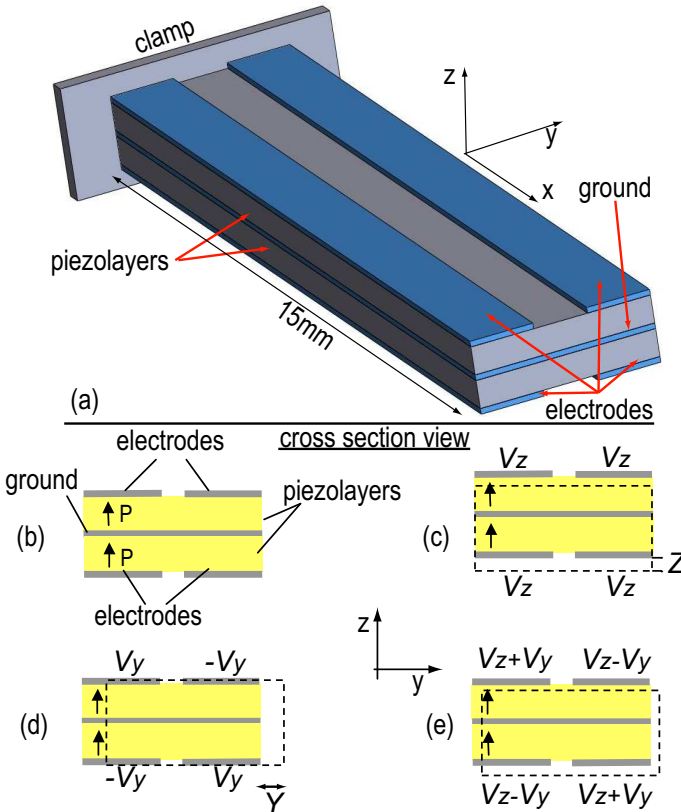 clamp
z
y
x
ground
piezolayers
15mm
electrodes
(a)
cross section view
electrodes
ground
piezolayers
P
P
(b)
electrodes
Vz Vz
(c)
Z
Vz Vz
z
y
Vy -Vy
(d)
-Vy Vy
Y
Vz+Vy Vz-Vy
(e)
Vz-Vy Vz+Vy